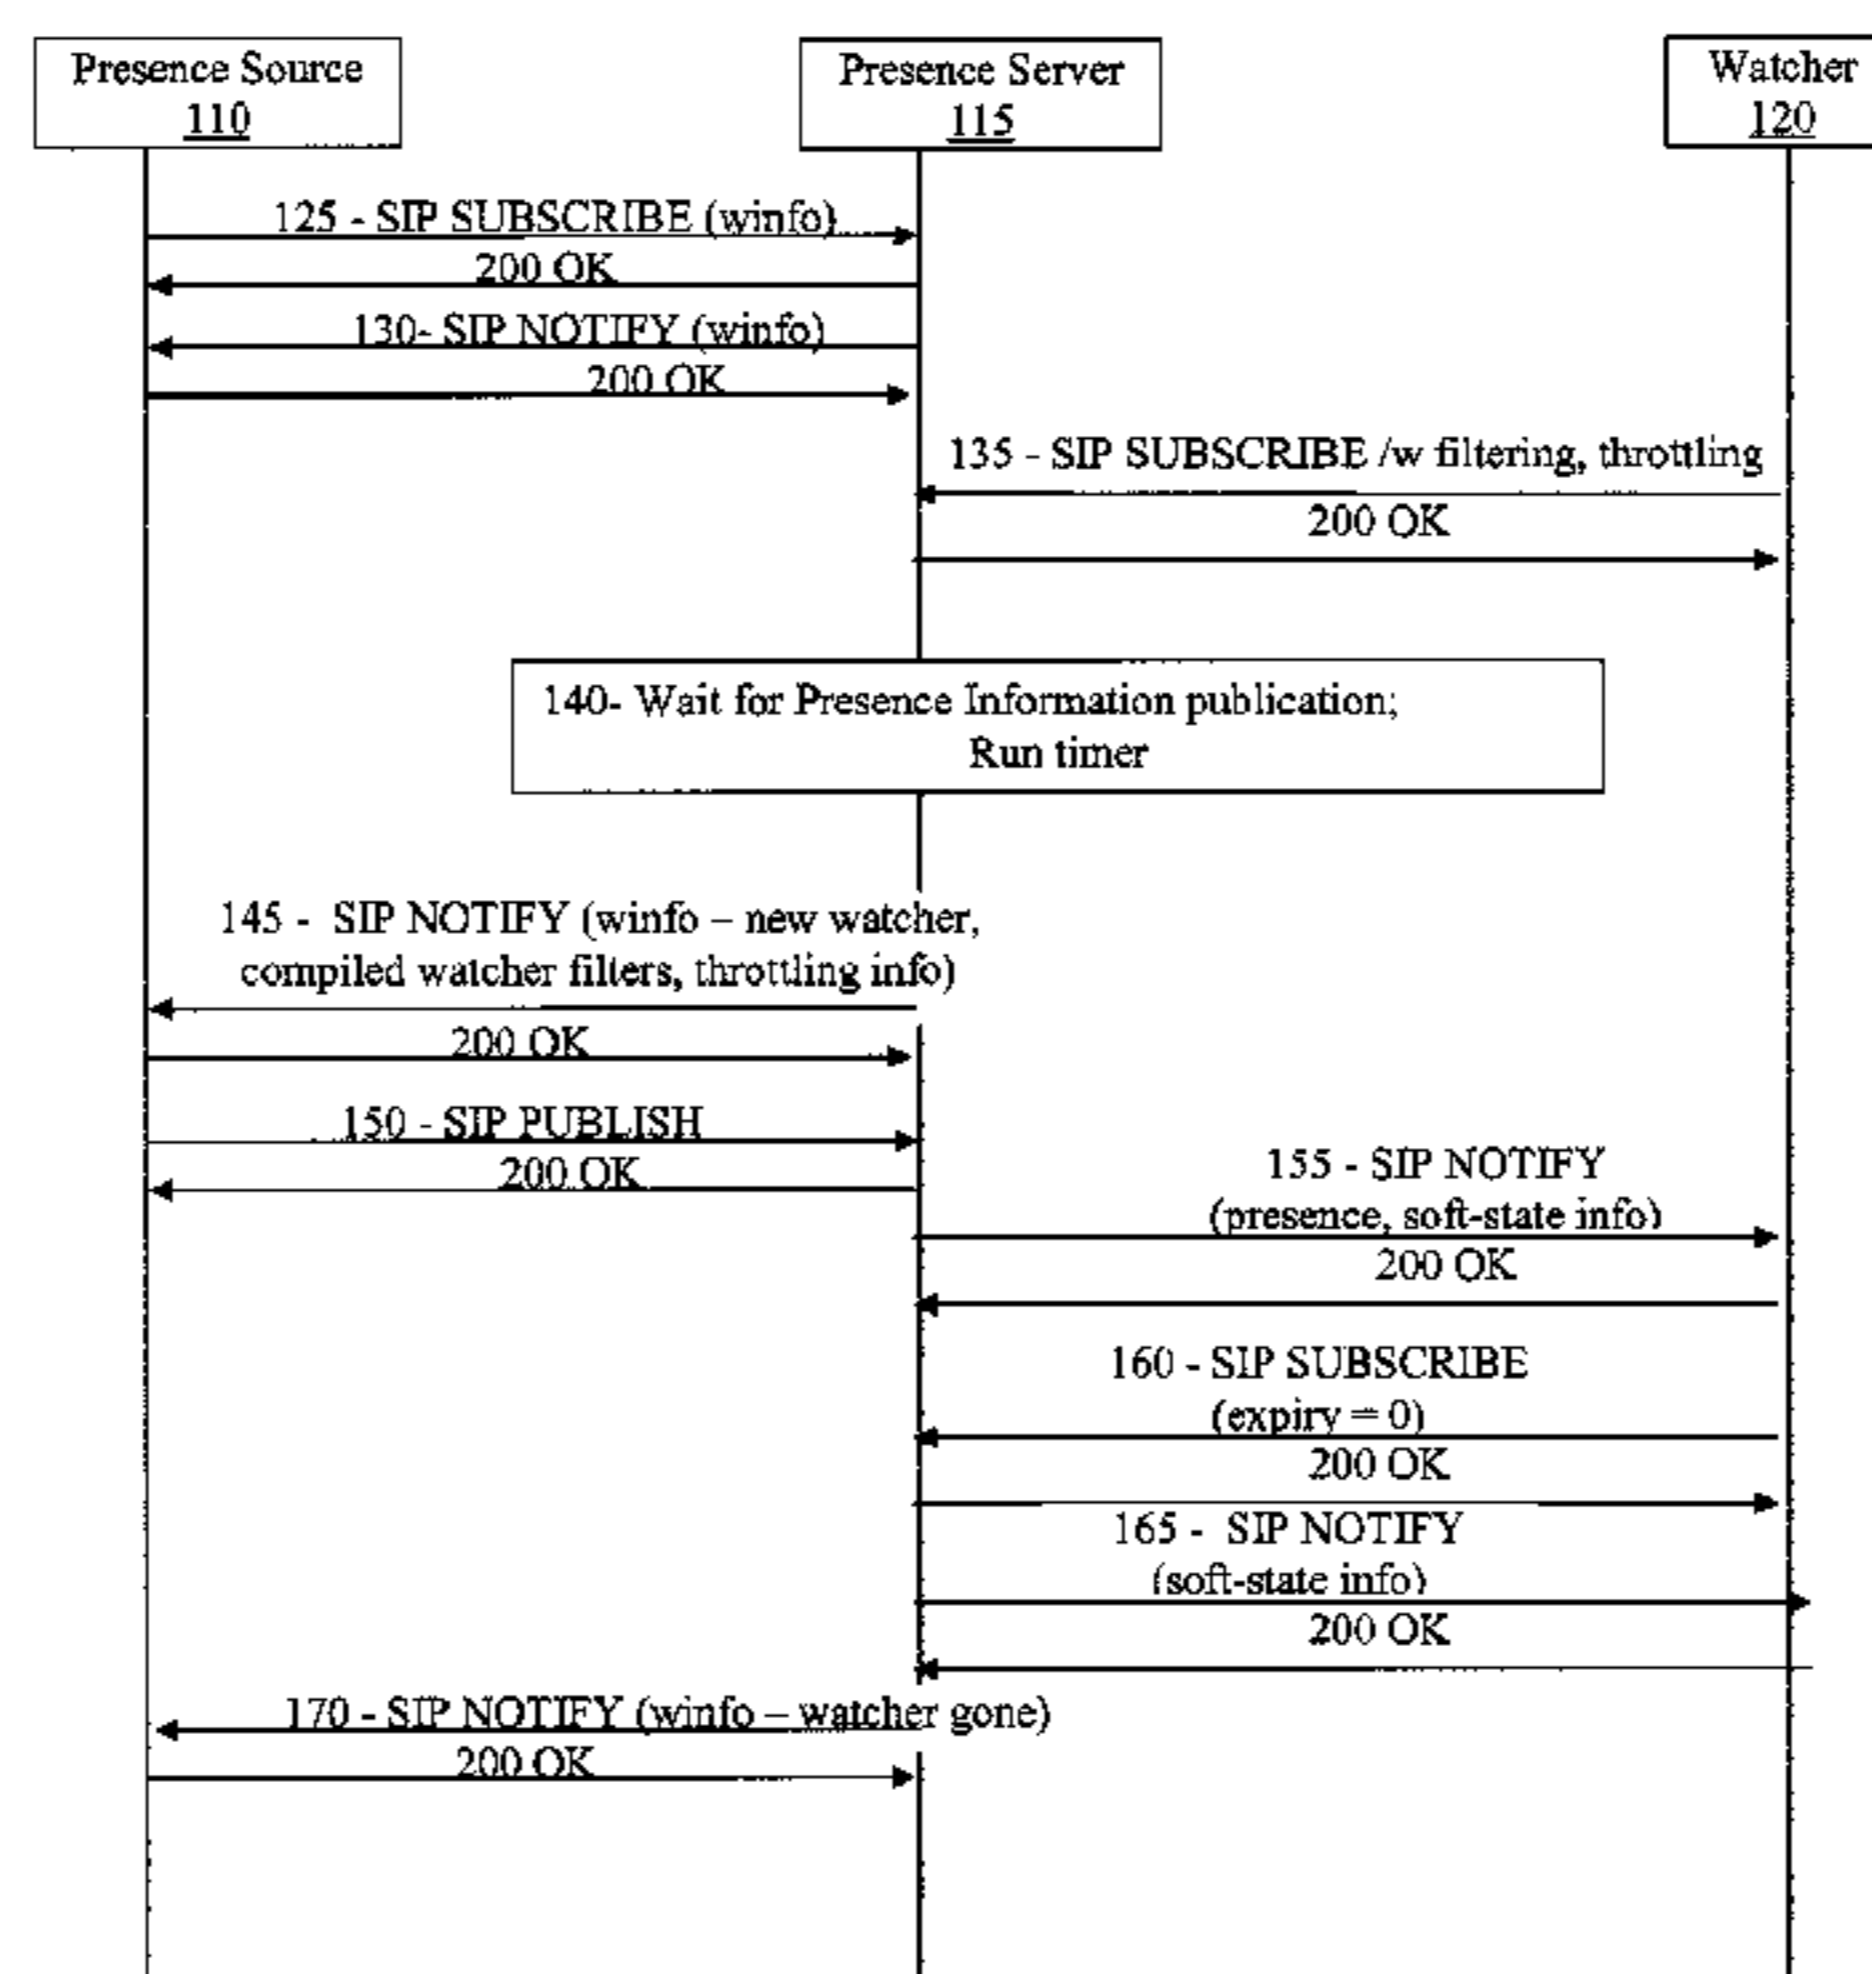 Presence Source
110
Presence Server
115
Watcher
120
125 - SIP SUBSCRIBE (winfo)
200 OK
130- SIP NOTIFY (winfo)
200 OK
135 - SIP SUBSCRIBE /w filtering, throttling
200 OK
140- Wait for Presence Information publication;
Run timer
145 - SIP NOTIFY (winfo – new watcher,
compiled watcher filters, throttling info)
200 OK
150 - SIP PUBLISH
200 OK
155 - SIP NOTIFY
(presence, soft-state info)
200 OK
160 - SIP SUBSCRIBE
(expiry = 0)
200 OK
165 - SIP NOTIFY
(soft-state info)
200 OK
170 - SIP NOTIFY (winfo – watcher gone)
200 OK